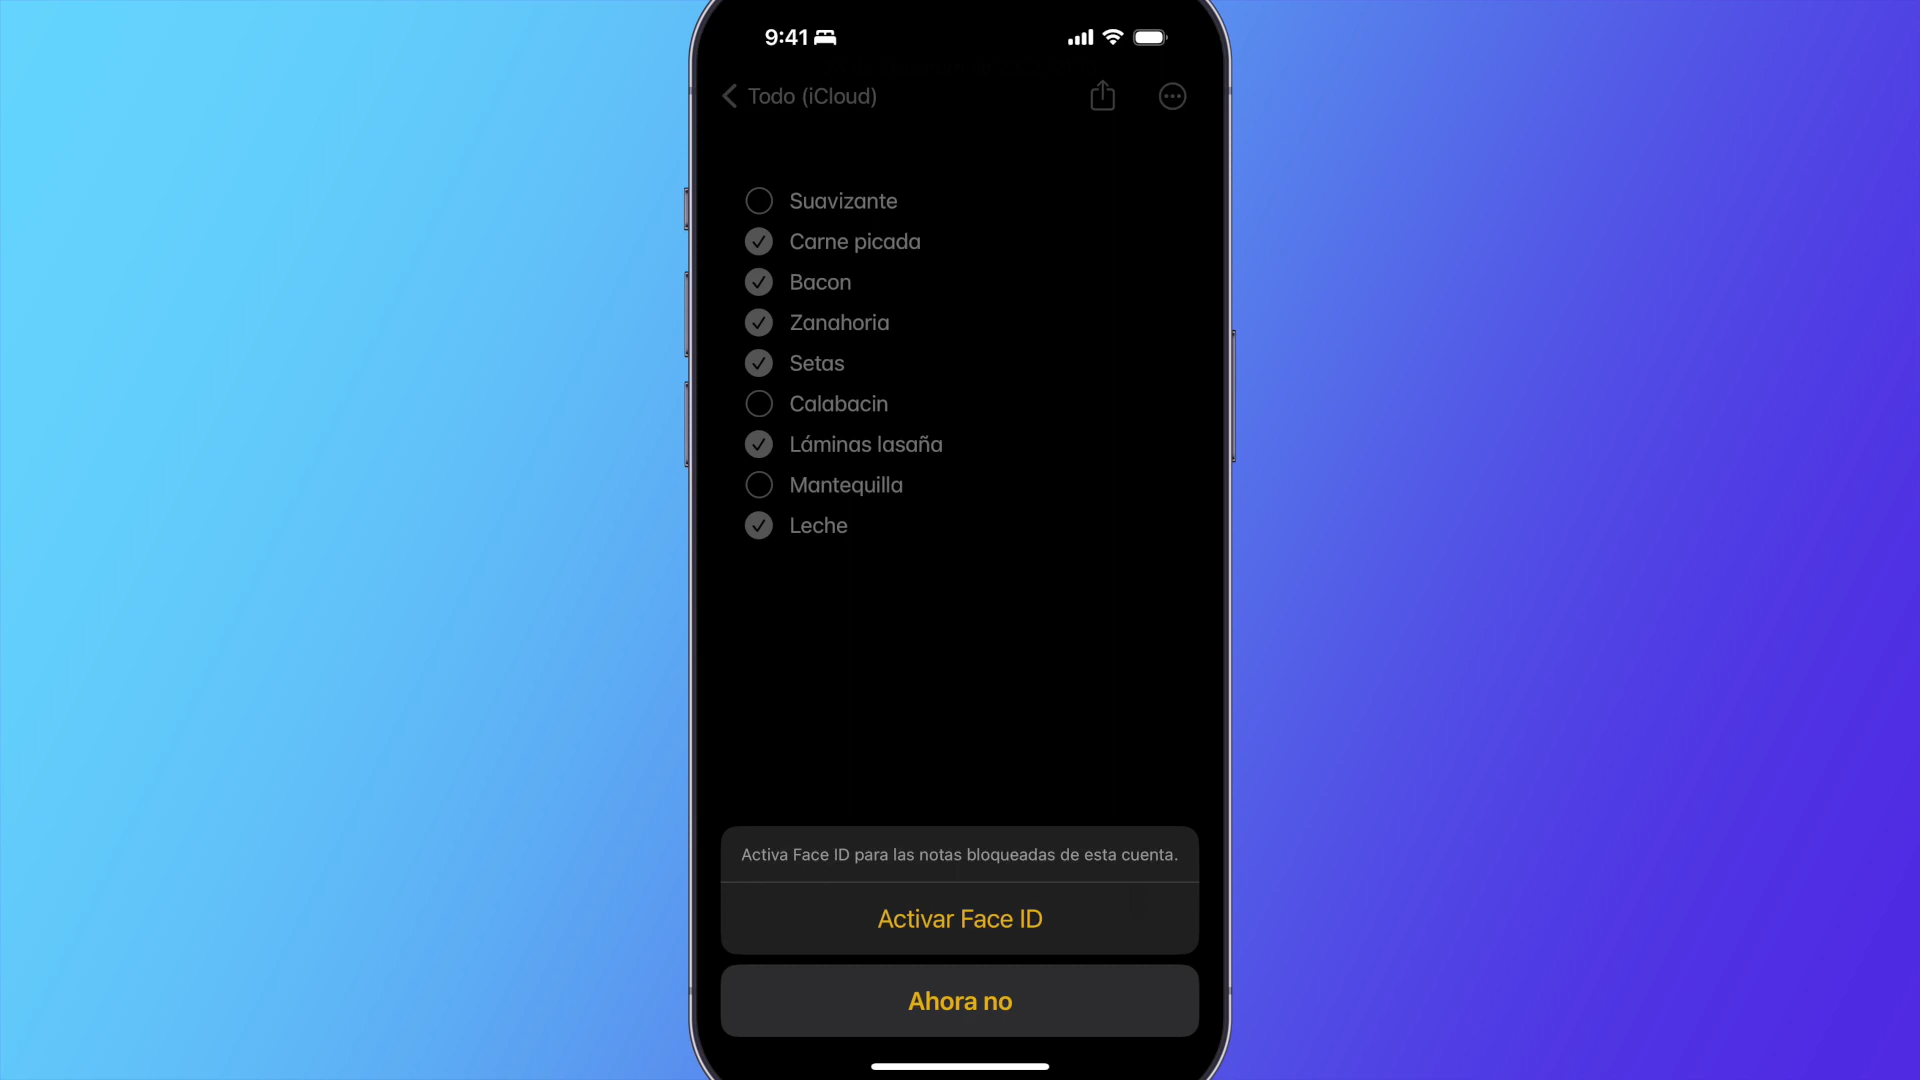 9:41
Todo (iCloud)
Suavizante
Carne picada
Bacon
Zanahoria
Setas
Calabacin
Láminas lasaña
Mantequilla
Leche
Activa Face ID para las notas bloqueadas de esta cuenta.
Activar Face ID
Ahora no